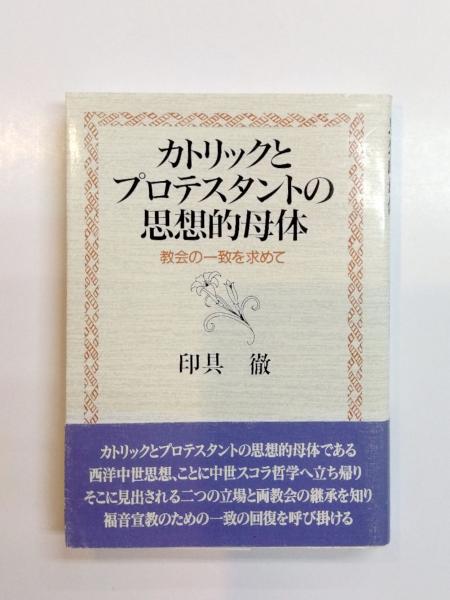 カトリックと
プロテスタントの
思想的母体
教会の一致を求めて
印具 徹
カトリックとプロテスタントの思想的母体である
西洋中世思想、ことに中世スコラ哲学へ立ち帰り
そこに見出される二つの立場と両教会の継承を知り
福音宣教のための一致の回復を呼び掛ける